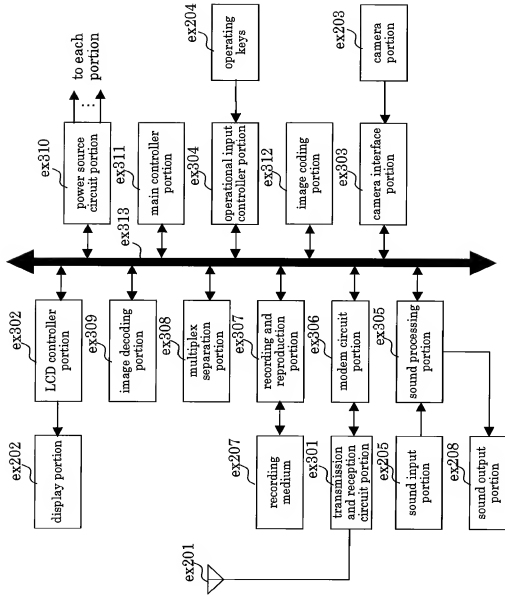 ex310
power source
circuit portion
to each
portion
...
ex311
main controller
portion
ex204
operating
keys
ex304
operational input
controller portion
ex312
image coding
portion
ex203
camera
portion
ex303
camera interface
portion
ex313
ex302
LCD controller
portion
ex202
display portion
ex309
image decoding
portion
ex308
multiplex
separation
portion
ex307
recording and
reproduction
portion
ex207
recording
medium
ex306
modem circuit
portion
ex301
transmission
and reception
circuit portion
ex201
ex305
sound processing
portion
ex205
sound input
portion
ex208
sound output
portion